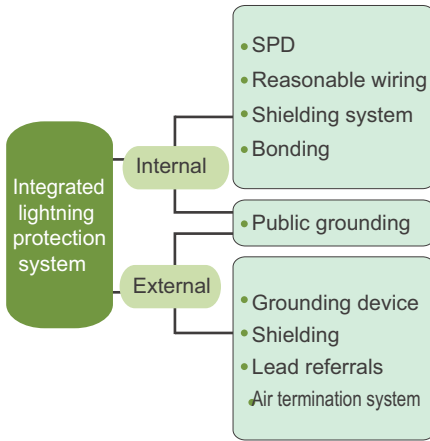 Integrated
lightning
protection
system
Internal
External
SPD
Reasonable wiring
Shielding system
Bonding
Public grounding
Grounding device
Shielding
Lead referrals
Air termination system